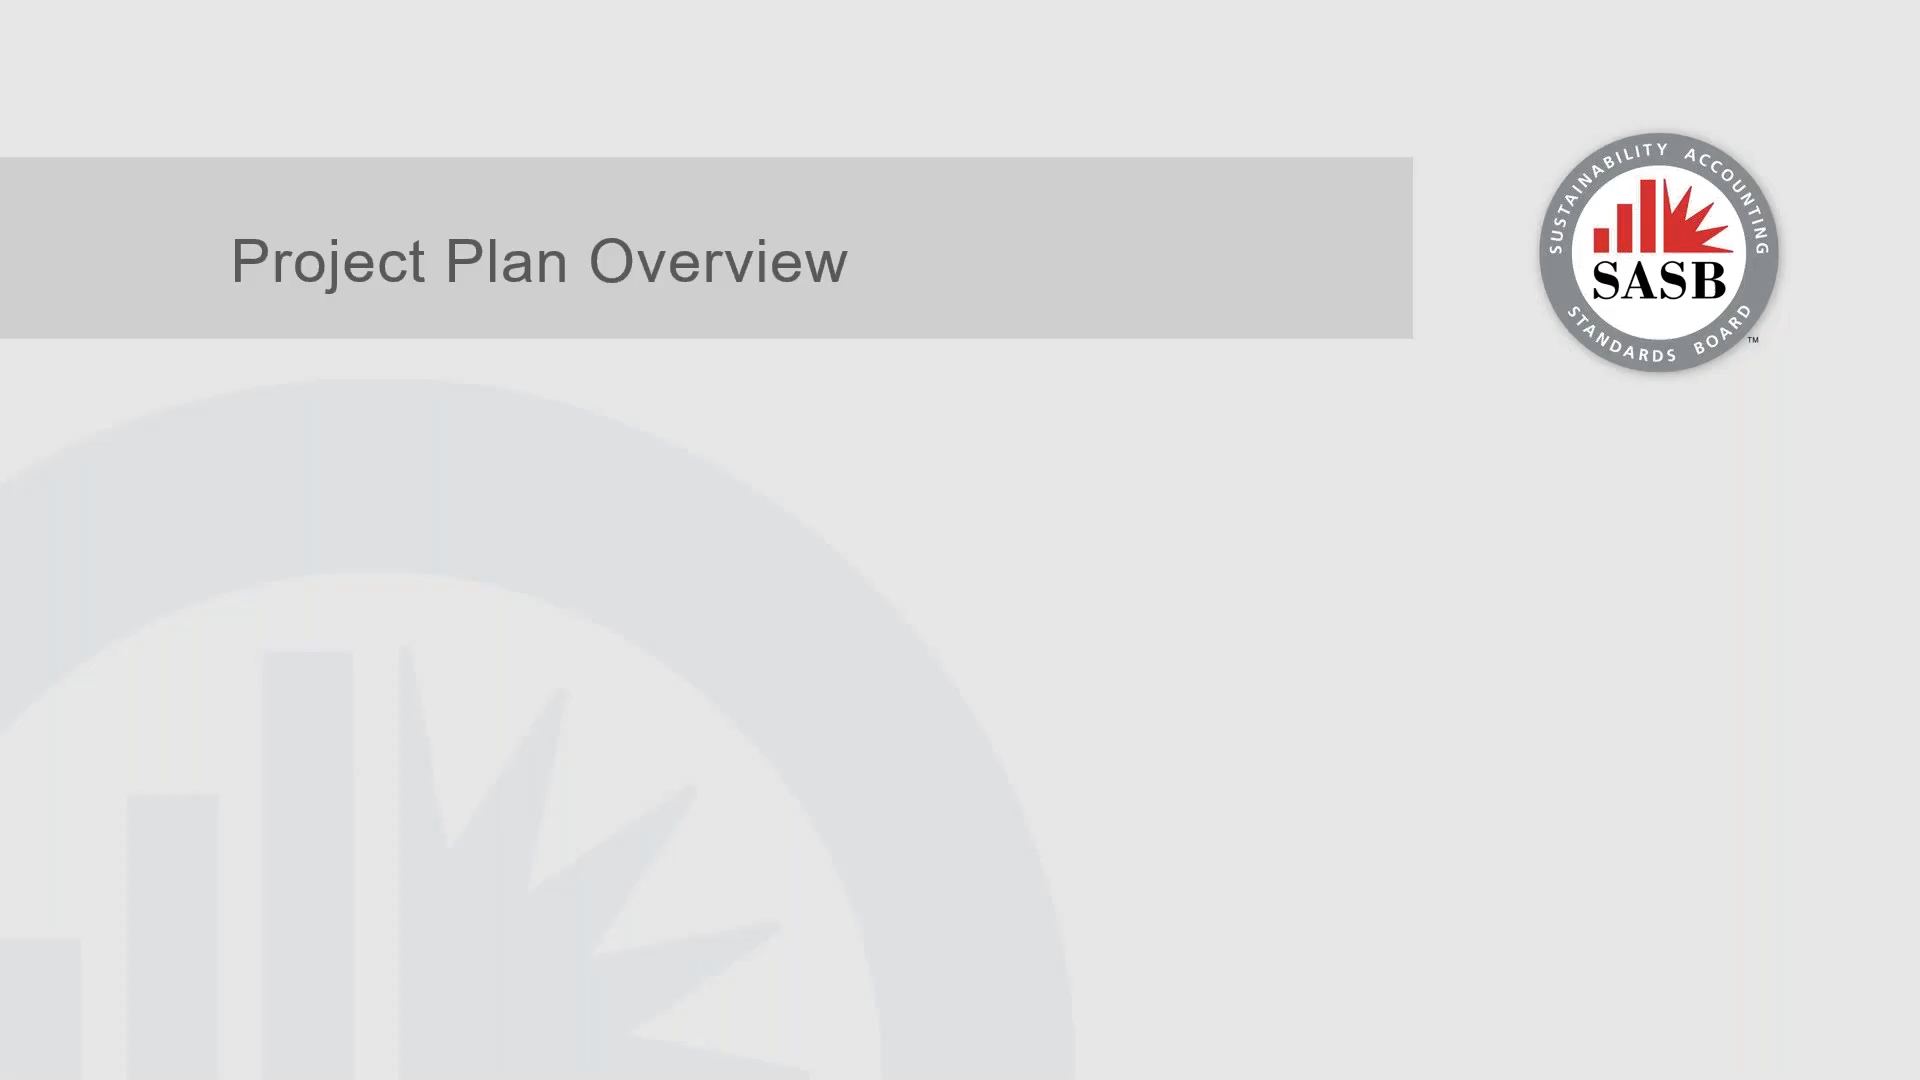 Project Plan Overview
SUSTAINABILITY ACCOUNTING
SASB
STANDARDS BOARD
TM